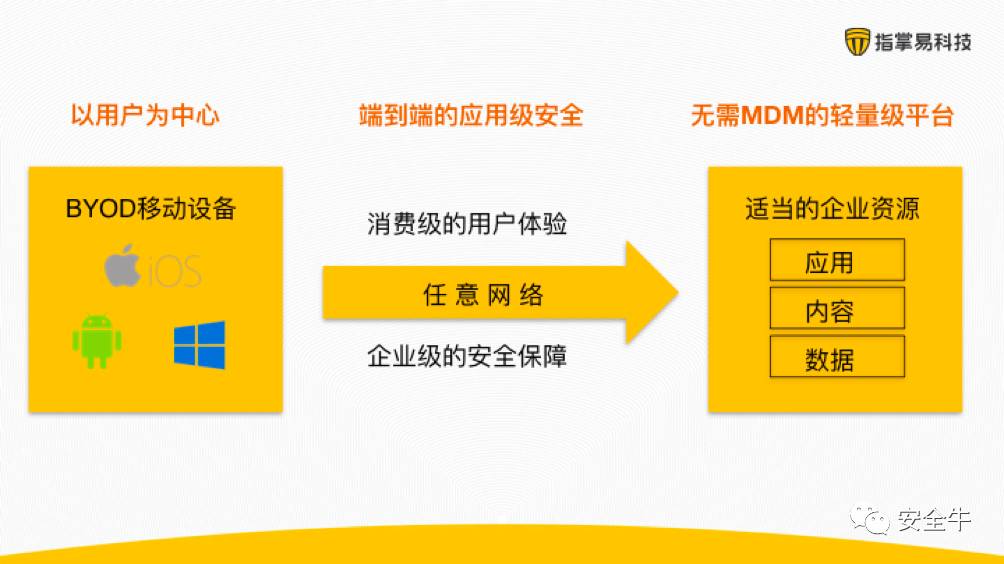 指掌易科技
以用户为中心
端到端的应用级安全
无需MDM的轻量级平台
BYOD移动设备
iOS
消费级的用户体验
任意网络
企业级的安全保障
适当的企业资源
应用
内容
数据
安全牛